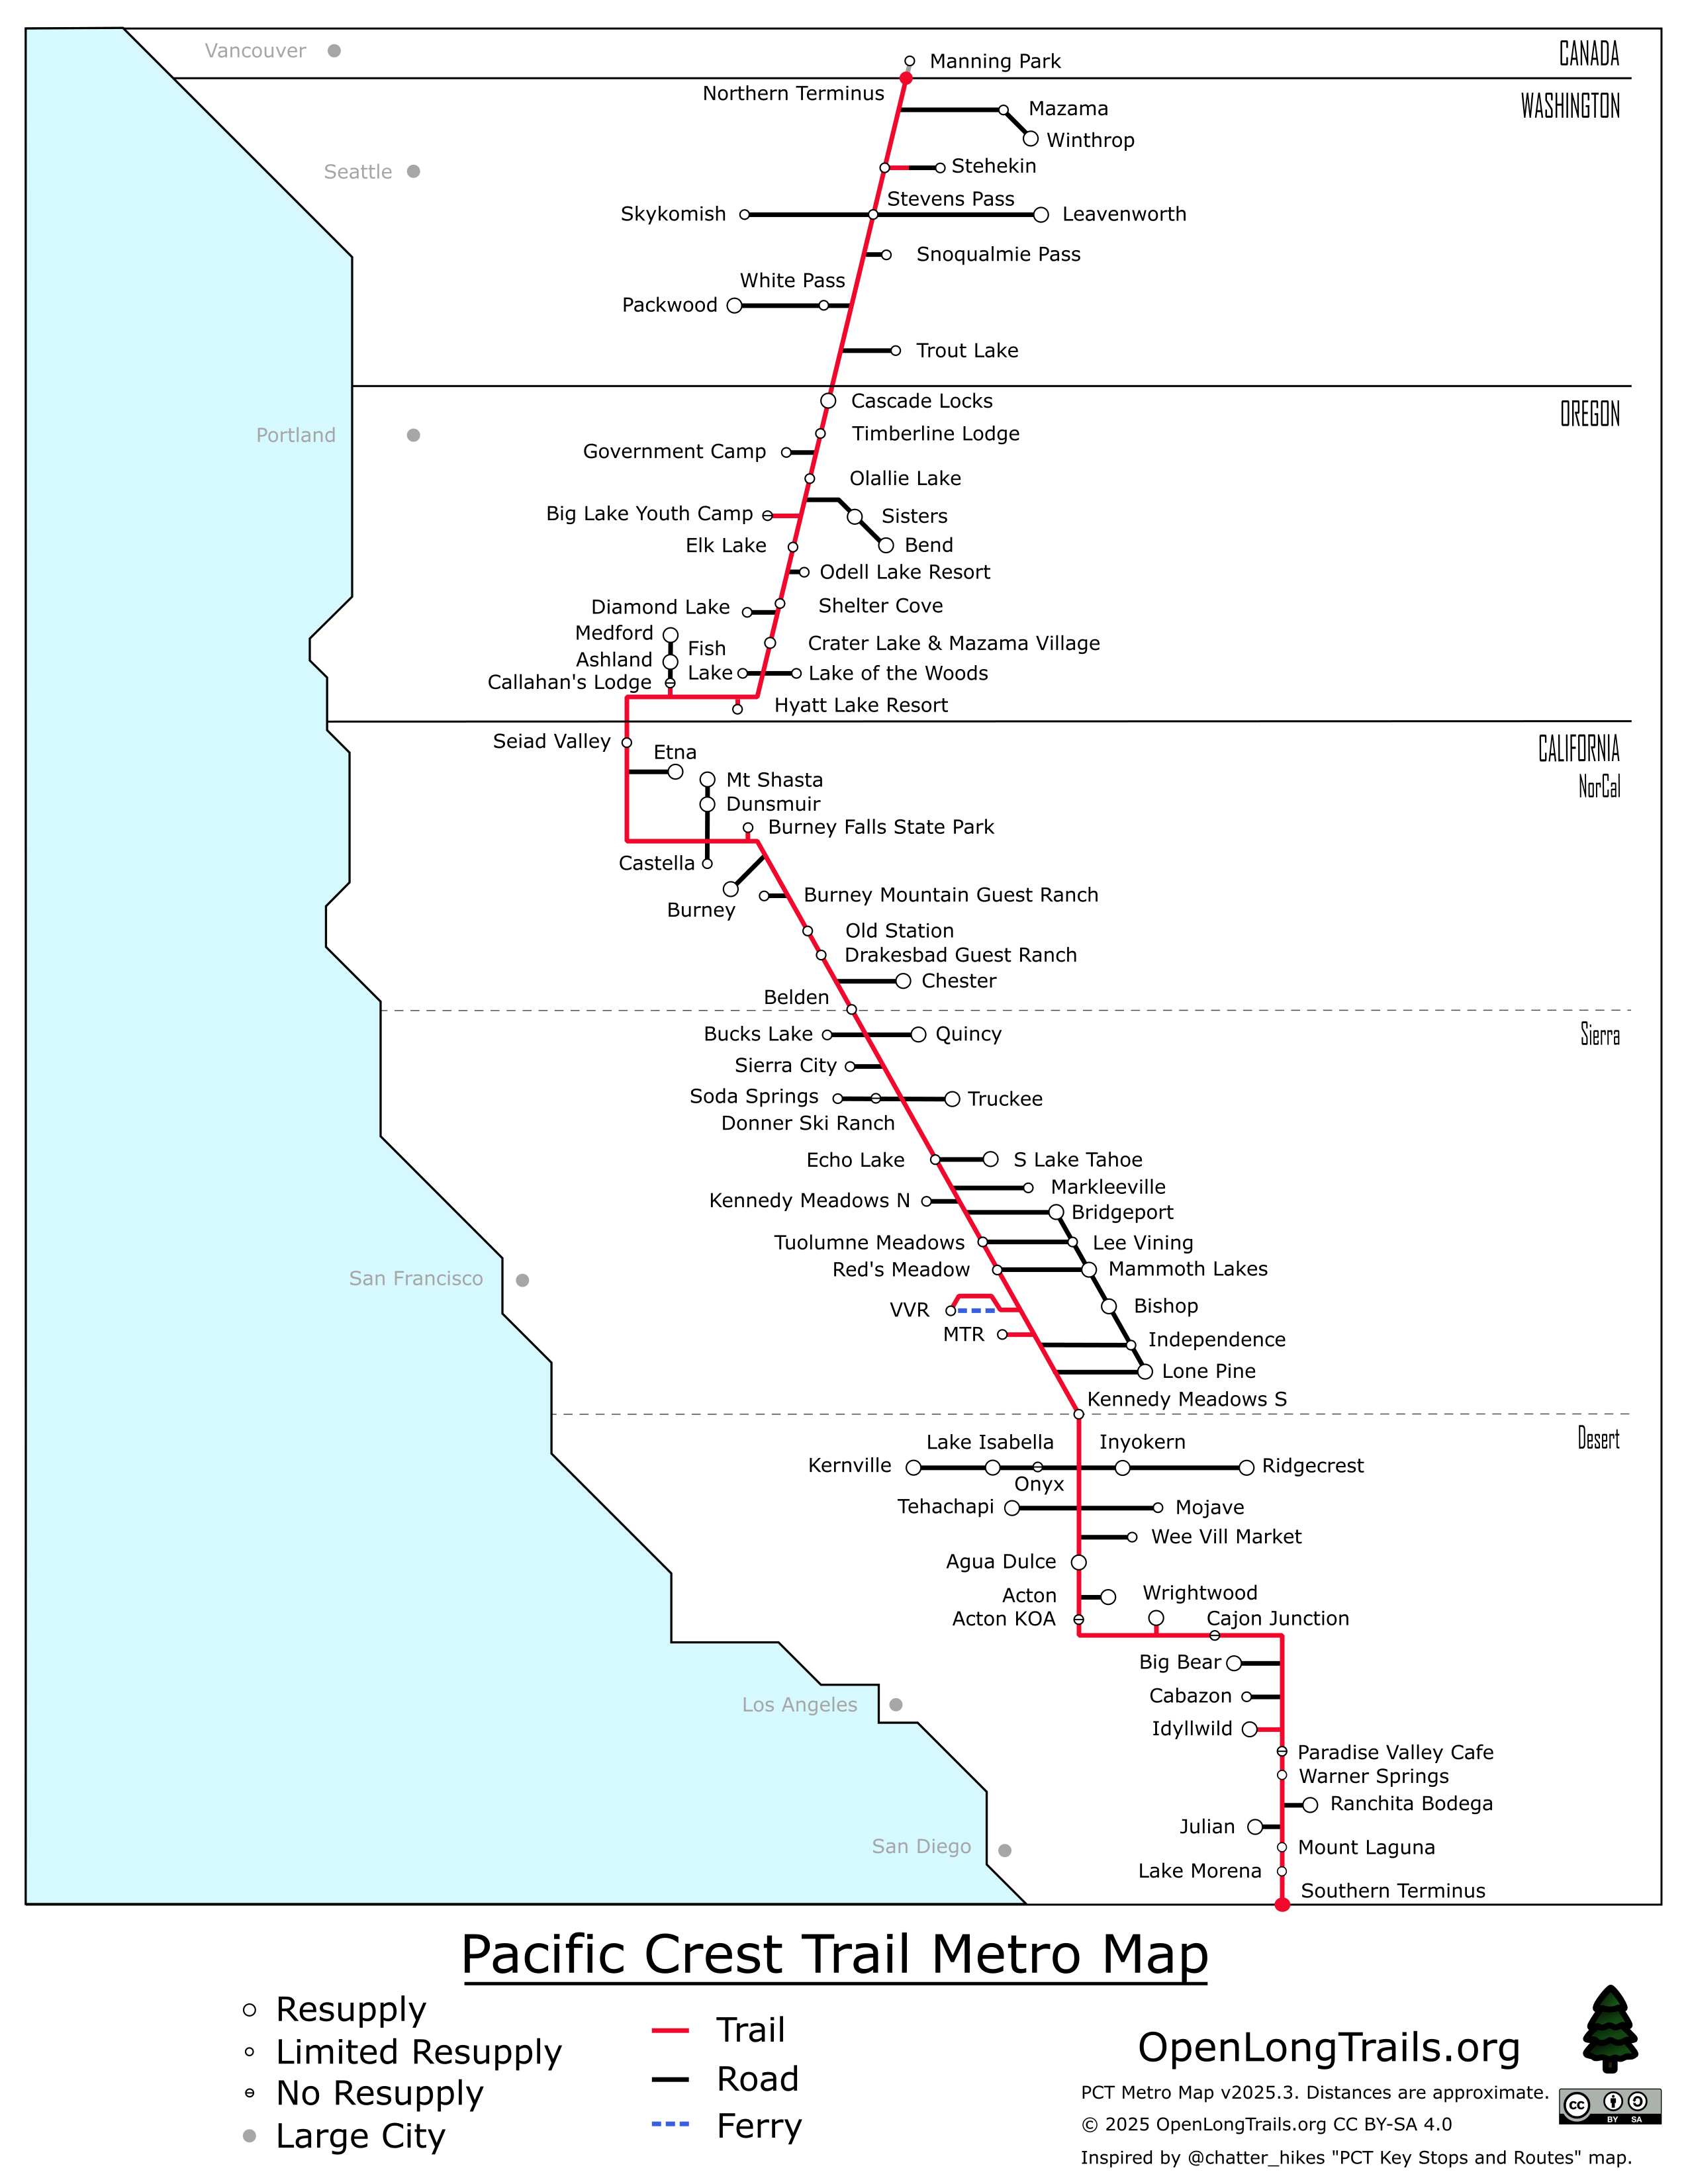 Vancouver
Manning Park
CANADA
Northern Terminus
WASHINGTON
Mazama
Winthrop
Seattle
Stehekin
Stevens Pass
Skykomish
Leavenworth
Snoqualmie Pass
White Pass
Packwood
Trout Lake
Cascade Locks
OREGON
Portland
Timberline Lodge
Government Camp
Olallie Lake
Big Lake Youth Camp
Sisters
Elk Lake
Bend
Odell Lake Resort
Diamond Lake
Shelter Cove
Medford
Fish
Lake
Crater Lake & Mazama Village
Ashland
Lake of the Woods
Callahan's Lodge
Hyatt Lake Resort
Seiad Valley
CALIFORNIA
NorCal
Etna
Mt Shasta
Dunsmuir
Burney Falls State Park
Castella
Burney Mountain Guest Ranch
Burney
Old Station
Drakesbad Guest Ranch
Chester
Belden
Sierra
Bucks Lake
Quincy
Sierra City
Soda Springs
Truckee
Donner Ski Ranch
Echo Lake
S Lake Tahoe
Markleeville
Kennedy Meadows N
Bridgeport
Tuolumne Meadows
Lee Vining
Red's Meadow
Mammoth Lakes
San Francisco
VVR
Bishop
MTR
Independence
Lone Pine
Kennedy Meadows S
Desert
Lake Isabella
Inyokern
Kernville
Ridgecrest
Onyx
Tehachapi
Mojave
Wee Vill Market
Agua Dulce
Acton
Wrightwood
Acton KOA
Cajon Junction
Big Bear
Cabazon
Los Angeles
Idyllwild
Paradise Valley Cafe
Warner Springs
Ranchita Bodega
Julian
San Diego
Mount Laguna
Lake Morena
Southern Terminus
Pacific Crest Trail Metro Map
Resupply
Limited Resupply
No Resupply
Large City
Trail
Road
Ferry
OpenLongTrails.org
PCT Metro Map v2025.3. Distances are approximate.
© 2025 OpenLongTrails.org CC BY-SA 4.0
Inspired by @chatter_hikes "PCT Key Stops and Routes" map.
cc
BY SA